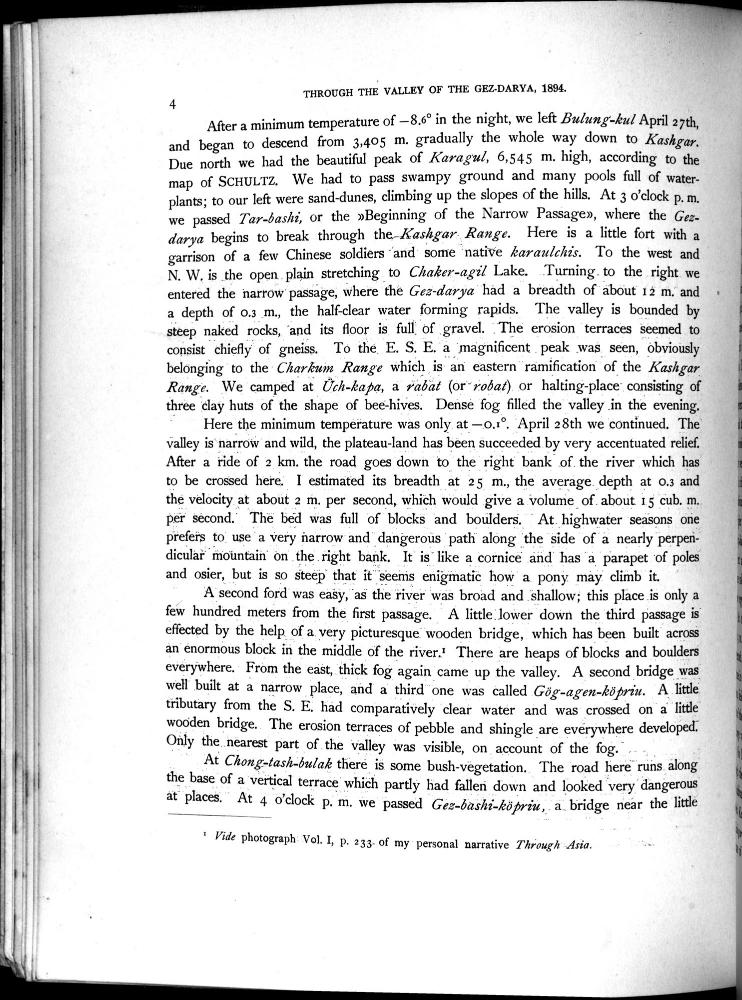 THROUGH THE VALLEY OF THE GEZ-DARYA, 1894.
4
After a minimum temperature of —8.6° in the night, we left Bulung-kul April 27th,
and began to descend from 3,405 m. gradually the whole way down to Kashgar.
Due north we had the beautiful peak of Karagul, 6,545 m. high, according to the
map of SCHULTZ. We had to pass swampy ground and many pools full of water-
plants; to our left were sand-dunes, climbing up the slopes of the hills. At 3 o'clock p. m.
we passed Tar-bashi, or the »Beginning of the Narrow Passage», where the Gez-
darya begins to break through the Kashgar Range. Here is a little fort with a
garrison of a few Chinese soldiers and some native karaulchis. To the west and
N. W. is the open plain stretching to Chaker-agil Lake. Turning to the right we
entered the narrow passage, where the Gez-darya had a breadth of about 12 m. and
a depth of 0.3 m., the half-clear water forming rapids. The valley is bounded by
steep naked rocks, and its floor is full of gravel. The erosion terraces seemed to
consist chiefly of gneiss. To the E. S. E. a magnificent peak was seen, obviously
belonging to the Charkum Range which is an eastern ramification of the Kashgar
Range. We camped at Üch-kapa, a rabat (or robat) or halting-place consisting of
three clay huts of the shape of bee-hives. Dense fog filled the valley in the evening.
Here the minimum temperature was only at —0.1°. April 28th we continued. The
valley is narrow and wild, the plateau-land has been succeeded by very accentuated relief.
After a ride of 2 km. the road goes down to the right bank of the river which has
to be crossed here. I estimated its breadth at 25 m., the average depth at 0.3 and
the velocity at about 2 m. per second, which would give a volume of about 15 cub. m.
per second. The bed was full of blocks and boulders. At highwater seasons one
prefers to use a very narrow and dangerous path along the side of a nearly perpen-
dicular mountain on the right bank. It is like a cornice and has a parapet of poles
and osier, but is so steep that it seems enigmatic how a pony may climb it.
A second ford was easy, as the river was broad and shallow; this place is only a
few hundred meters from the first passage. A little lower down the third passage is
effected by the help of a very picturesque wooden bridge, which has been built across
an enormous block in the middle of the river.¹ There are heaps of blocks and boulders
everywhere. From the east, thick fog again came up the valley. A second bridge was
well built at a narrow place, and a third one was called Gög-agen-köpriu. A little
tributary from the S. E. had comparatively clear water and was crossed on a little
wooden bridge. The erosion terraces of pebble and shingle are everywhere developed.
Only the nearest part of the valley was visible, on account of the fog.
At Chong-tash-bulak there is some bush-vegetation. The road here runs along
the base of a vertical terrace which partly had fallen down and looked very dangerous
at places. At 4 o'clock p. m. we passed Gez-bashi-köpriu, a bridge near the little
¹ Vide photograph Vol. I, p. 233. of my personal narrative Through Asia.